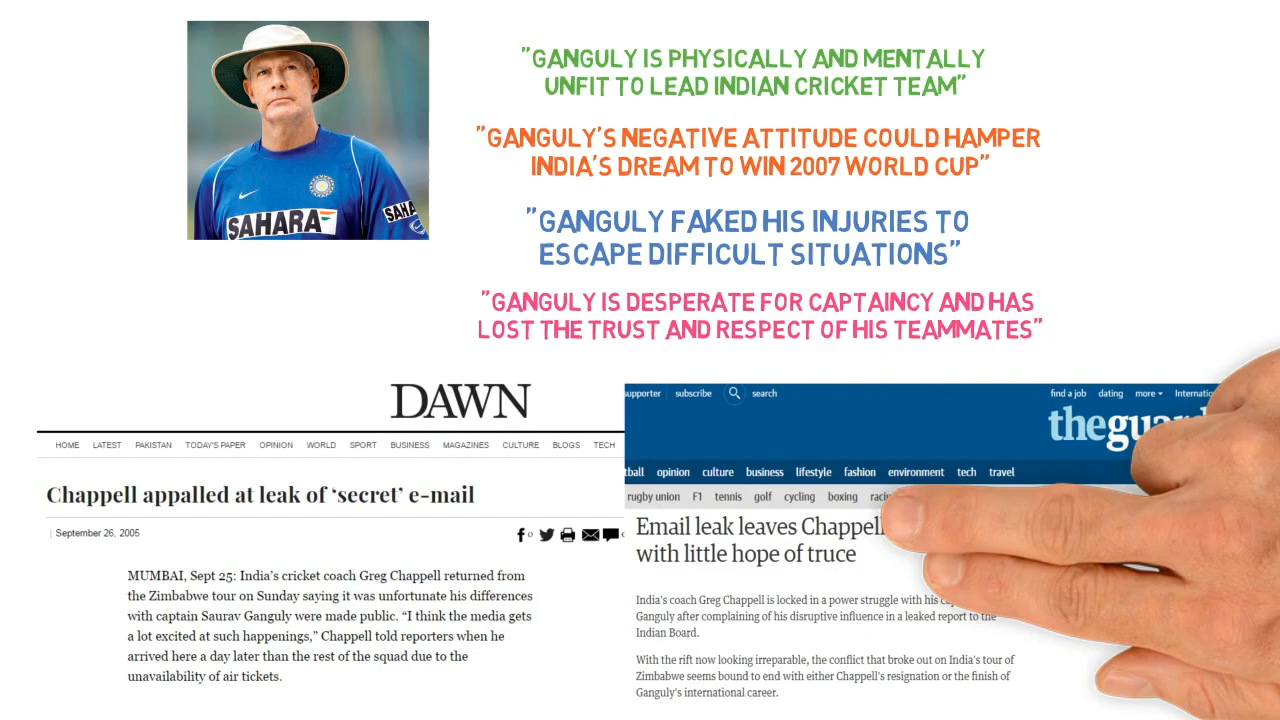 "GANGULY IS PHYSICALLY AND MENTALLY
UNFIT TO LEAD INDIAN CRICKET TEAM"
"GANGULY'S NEGATIVE ATTITUDE COULD HAMPER
INDIA'S DREAM TO WIN 2007 WORLD CUP"
SAHARA
SAHA
"GANGULY FAKED HIS INJURIES TO
ESCAPE DIFFICULT SITUATIONS"
"GANGULY IS DESPERATE FOR CAPTAINCY AND HAS
LOST THE TRUST AND RESPECT OF HIS TEAMMATES"
DAWN
HOME LATEST PAKISTAN TODAY'S PAPER OPINION WORLD SPORT BUSINESS MAGAZINES CULTURE BLOGS TECH
Chappell appalled at leak of 'secret' e-mail
September 26, 2005
0
MUMBAI, Sept 25: India's cricket coach Greg Chappell returned from
the Zimbabwe tour on Sunday saying it was unfortunate his differences
with captain Saurav Ganguly were made public. "I think the media gets
a lot excited at such happenings," Chappell told reporters when he
arrived here a day later than the rest of the squad due to the
unavailability of air tickets.
supporter subscribe search find a job dating more
thegua
opinion culture business lifestyle fashion environment tech travel
rugby union F1 tennis golf cycling boxing
Email leak leaves Chappell
with little hope of truce
India's coach Greg Chappell is locked in a power struggle with his
Ganguly after complaining of his disruptive influence in a leaked report to the
Indian Board.
With the rift now looking irreparable, the conflict that broke out on India's tour of
Zimbabwe seems bound to end with either Chappell's resignation or the finish of
Ganguly's international career.